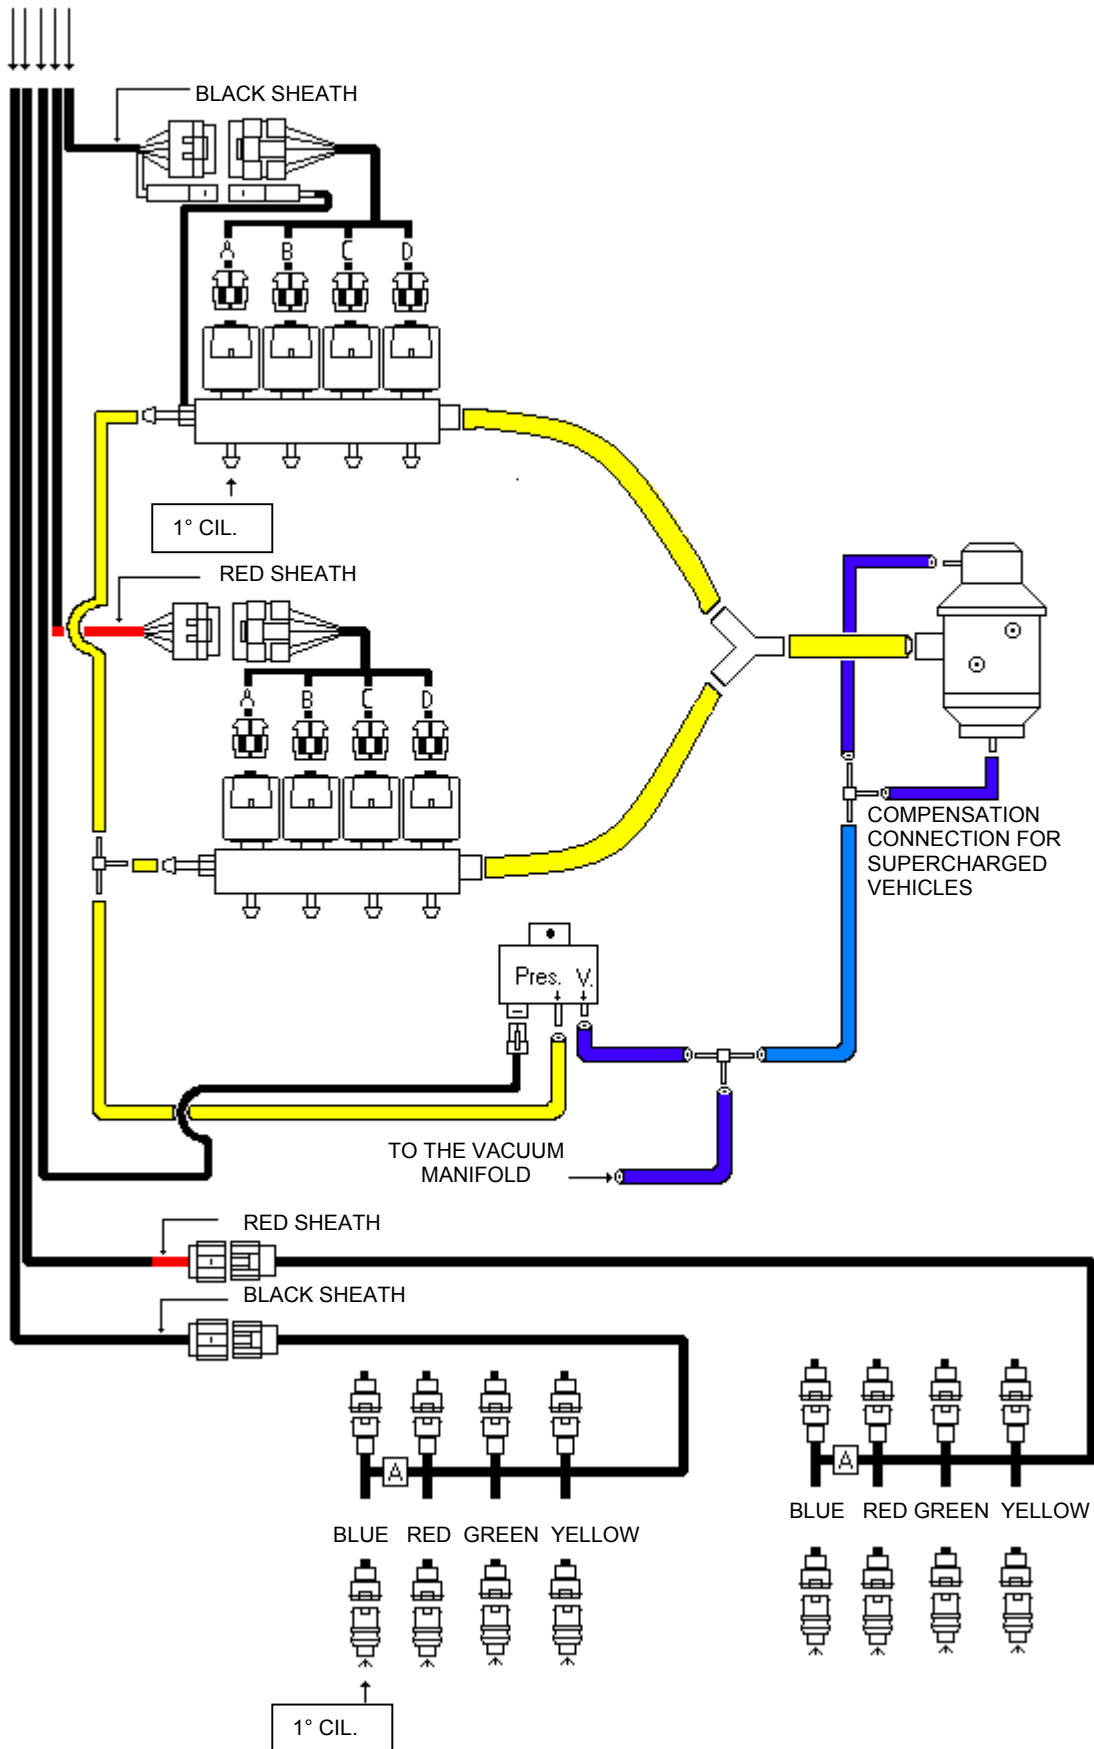 BLACK SHEATH
A B C D
1° CIL.
RED SHEATH
A B C D
COMPENSATION
CONNECTION FOR
SUPERCHARGED
VEHICLES
Pres. V.
TO THE VACUUM
MANIFOLD
RED SHEATH
BLACK SHEATH
A
A
BLUE RED GREEN YELLOW
BLUE RED GREEN YELLOW
1° CIL.